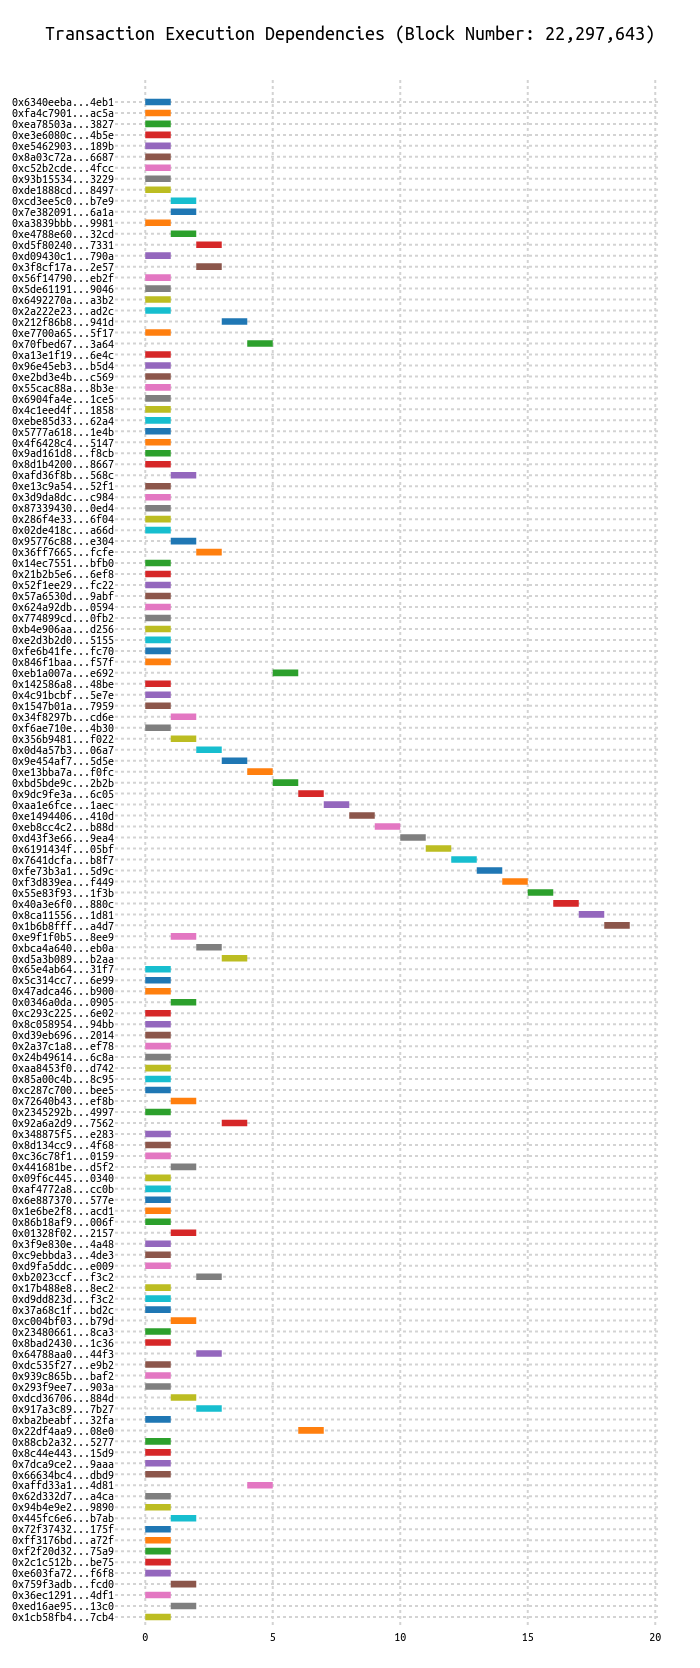 Transaction Execution Dependencies (Block Number: 22,297,643)
0x6340eeba...4eb1
0xfa4c7901...ac5a
0xea78503a...3827
0xe3e6080c...4b5e
0xe5462903...189b
0x8a03c72a...6687
0xc52b2cde...4fcc
0x93b15534...3229
0xde1888cd...8497
0xcd3ee5c0...b7e9
0x7e382091...6a1a
0xa3839bbb...9981
0xe4788e60...32cd
0xd5f80240...7331
0xd09430c1...790a
0x3f8cf17a...2e57
0x56f14790...eb2f
0x5de61191...9046
0x6492270a...a3b2
0x2a222e23...ad2c
0x212f86b8...941d
0xe7700a65...5f17
0x70fbed67...3a64
0xa13e1f19...6e4c
0x96e45eb3...b5d4
0xe2bd3e4b...c569
0x55cac88a...8b3e
0x6904fa4e...1ce5
0x4c1eed4f...1858
0xebe85d33...62a4
0x5777a618...1e4b
0x4f6428c4...5147
0x9ad161d8...f8cb
0x8d1b4200...8667
0xafd36f8b...568c
0xe13c9a54...52f1
0x3d9da8dc...c984
0x87339430...0ed4
0x286f4e33...6f04
0x02de418c...a66d
0x95776c88...e304
0x36ff7665...fcfe
0x14ec7551...bfb0
0x21b2b5e6...6ef8
0x52f1ee29...fc22
0x57a6530d...9abf
0x624a92db...0594
0x774899cd...0fb2
0xb4e906aa...d256
0xe2d3b2d0...5155
0xfe6b41fe...fc70
0x846f1baa...f57f
0xeb1a007a...e692
0x142586a8...48be
0x4c91bcbf...5e7e
0x1547b01a...7959
0x34f8297b...cd6e
0xf6ae710e...4b30
0x356b9481...f022
0x0d4a57b3...06a7
0x9e454af7...5d5e
0xe13bba7a...f0fc
0xbd5bde9c...2b2b
0x9dc9fe3a...6c05
0xaa1e6fce...1aec
0xe1494406...410d
0xeb8cc4c2...b88d
0xd43f3e66...9ea4
0x6191434f...05bf
0x7641dcfa...b8f7
0xfe73b3a1...5d9c
0xf3d839ea...f449
0x55e83f93...1f3b
0x40a3e6f0...880c
0x8ca11556...1d81
0x1b6b8fff...a4d7
0xe9f1f0b5...8ee9
0xbca4a640...eb0a
0xd5a3b089...b2aa
0x65e4ab64...31f7
0x5c314cc7...6e99
0x47adca46...b900
0x0346a0da...0905
0xc293c225...6e02
0x8c058954...94bb
0xd39eb696...2014
0x2a37c1a8...ef78
0x24b49614...6c8a
0xaa8453f0...d742
0x85a00c4b...8c95
0xc287c700...bee5
0x72640b43...ef8b
0x2345292b...4997
0x92a6a2d9...7562
0x348875f5...e283
0x8d134cc9...4f68
0xc36c78f1...0159
0x441681be...d5f2
0x09f6c445...0340
0xaf4772a8...cc0b
0x6e887370...577e
0x1e6be2f8...acd1
0x86b18af9...006f
0x01328f02...2157
0x3f9e830e...4a48
0xc9ebbda3...4de3
0xd9fa5ddc...e009
0xb2023ccf...f3c2
0x17b488e8...8ec2
0xd9dd823d...f3c2
0x37a68c1f...bd2c
0xc004bf03...b79d
0x23480661...8ca3
0x8bad2430...1c36
0x64788aa0...44f3
0xdc535f27...e9b2
0x939c865b...baf2
0x293f9ee7...903a
0xdcd36706...884d
0x917a3c89...7b27
0xba2beabf...32fa
0x22df4aa9...08e0
0x88cb2a32...5277
0x8c44e443...15d9
0x7dca9ce2...9aaa
0x66634bc4...dbd9
0xaffd33a1...4d81
0x62d332d7...a4ca
0x94b4e9e2...9890
0x445fc6e6...b7ab
0x72f37432...175f
0xff3176bd...a72f
0xf2f20d32...75a9
0x2c1c512b...be75
0xe603fa72...f6f8
0x759f3adb...fcd0
0x36ec1291...4df1
0xed16ae95...13c0
0x1cb58fb4...7cb4
0 5 10 15 20